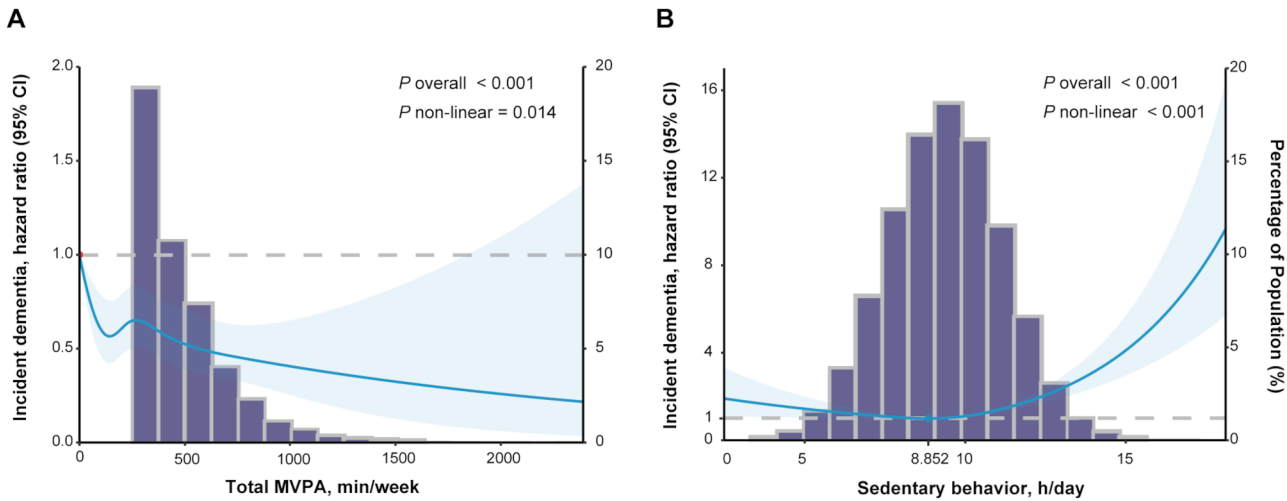 A
Incident dementia, hazard ratio (95% CI)
2.0
1.5
1.0
0.5
0.0
P overall < 0.001
P non-linear = 0.014
20
15
10
5
0
0
500
1000
1500
2000
Total MVPA, min/week
B
Incident dementia, hazard ratio (95% CI)
16
12
8
4
1
0
P overall < 0.001
P non-linear < 0.001
20
15
10
5
0
Percentage of Population (%)
0
5
8.852
10
15
Sedentary behavior, h/day